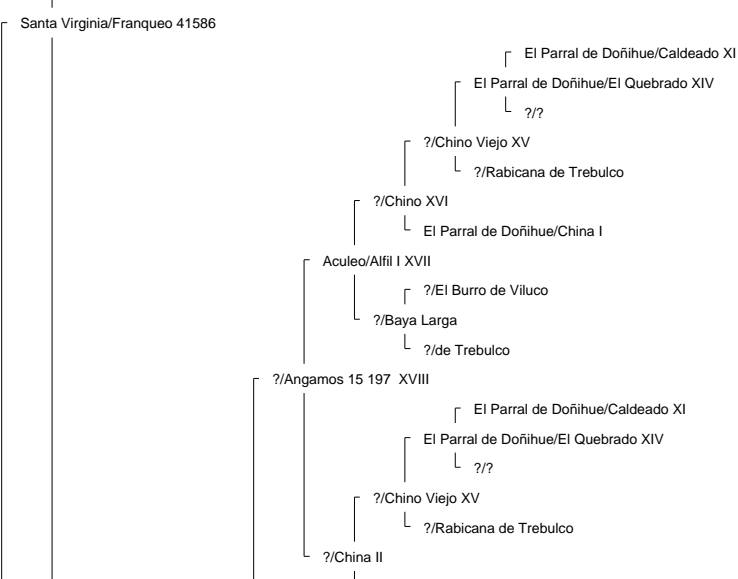 Santa Virginia/Franqueo 41586
El Parral de Doñihue/Caldeado XI
El Parral de Doñihue/El Quebrado XIV
?/?
?/Chino Viejo XV
?/Rabicana de Trebulco
?/Chino XVI
El Parral de Doñihue/China I
Aculeo/Alfil I XVII
?/El Burro de Viluco
?/Baya Larga
?/de Trebulco
?/Angamos 15 197  XVIII
El Parral de Doñihue/Caldeado XI
El Parral de Doñihue/El Quebrado XIV
?/?
?/Chino Viejo XV
?/Rabicana de Trebulco
?/China II